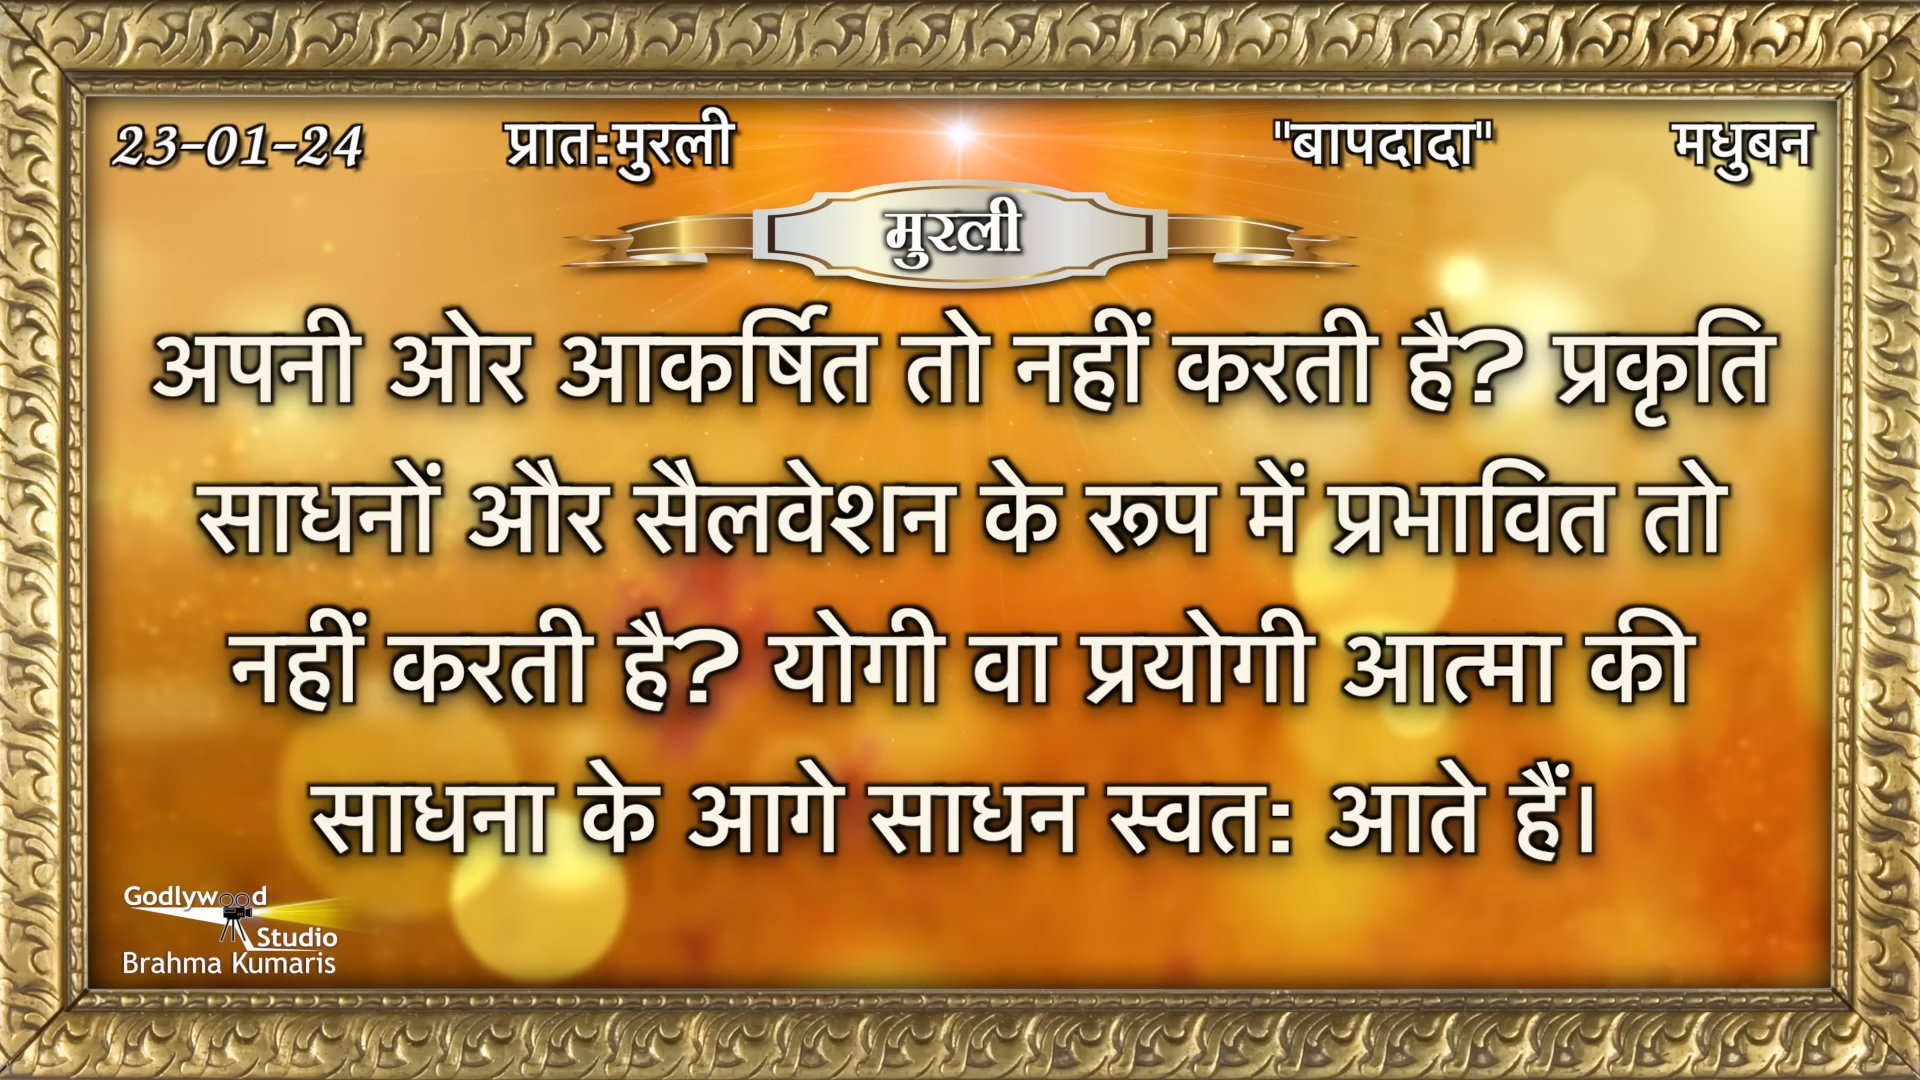 23-01-24 प्रात:मुरली "बापदादा" मधुबन
मुरली
अपनी ओर आकर्षित तो नहीं करती है? प्रकृति
साधनों और सैलवेशन के रूप में प्रभावित तो
नहीं करती है? योगी वा प्रयोगी आत्मा की
साधना के आगे साधन स्वत: आते हैं।
Godlywood
Studio
Brahma Kumaris